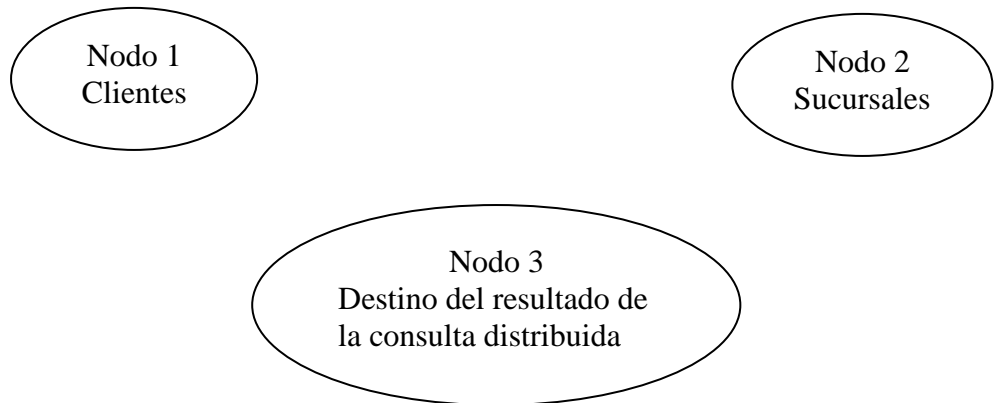 Nodo 1
Clientes
Nodo 2
Sucursales
Nodo 3
Destino del resultado de
la consulta distribuida